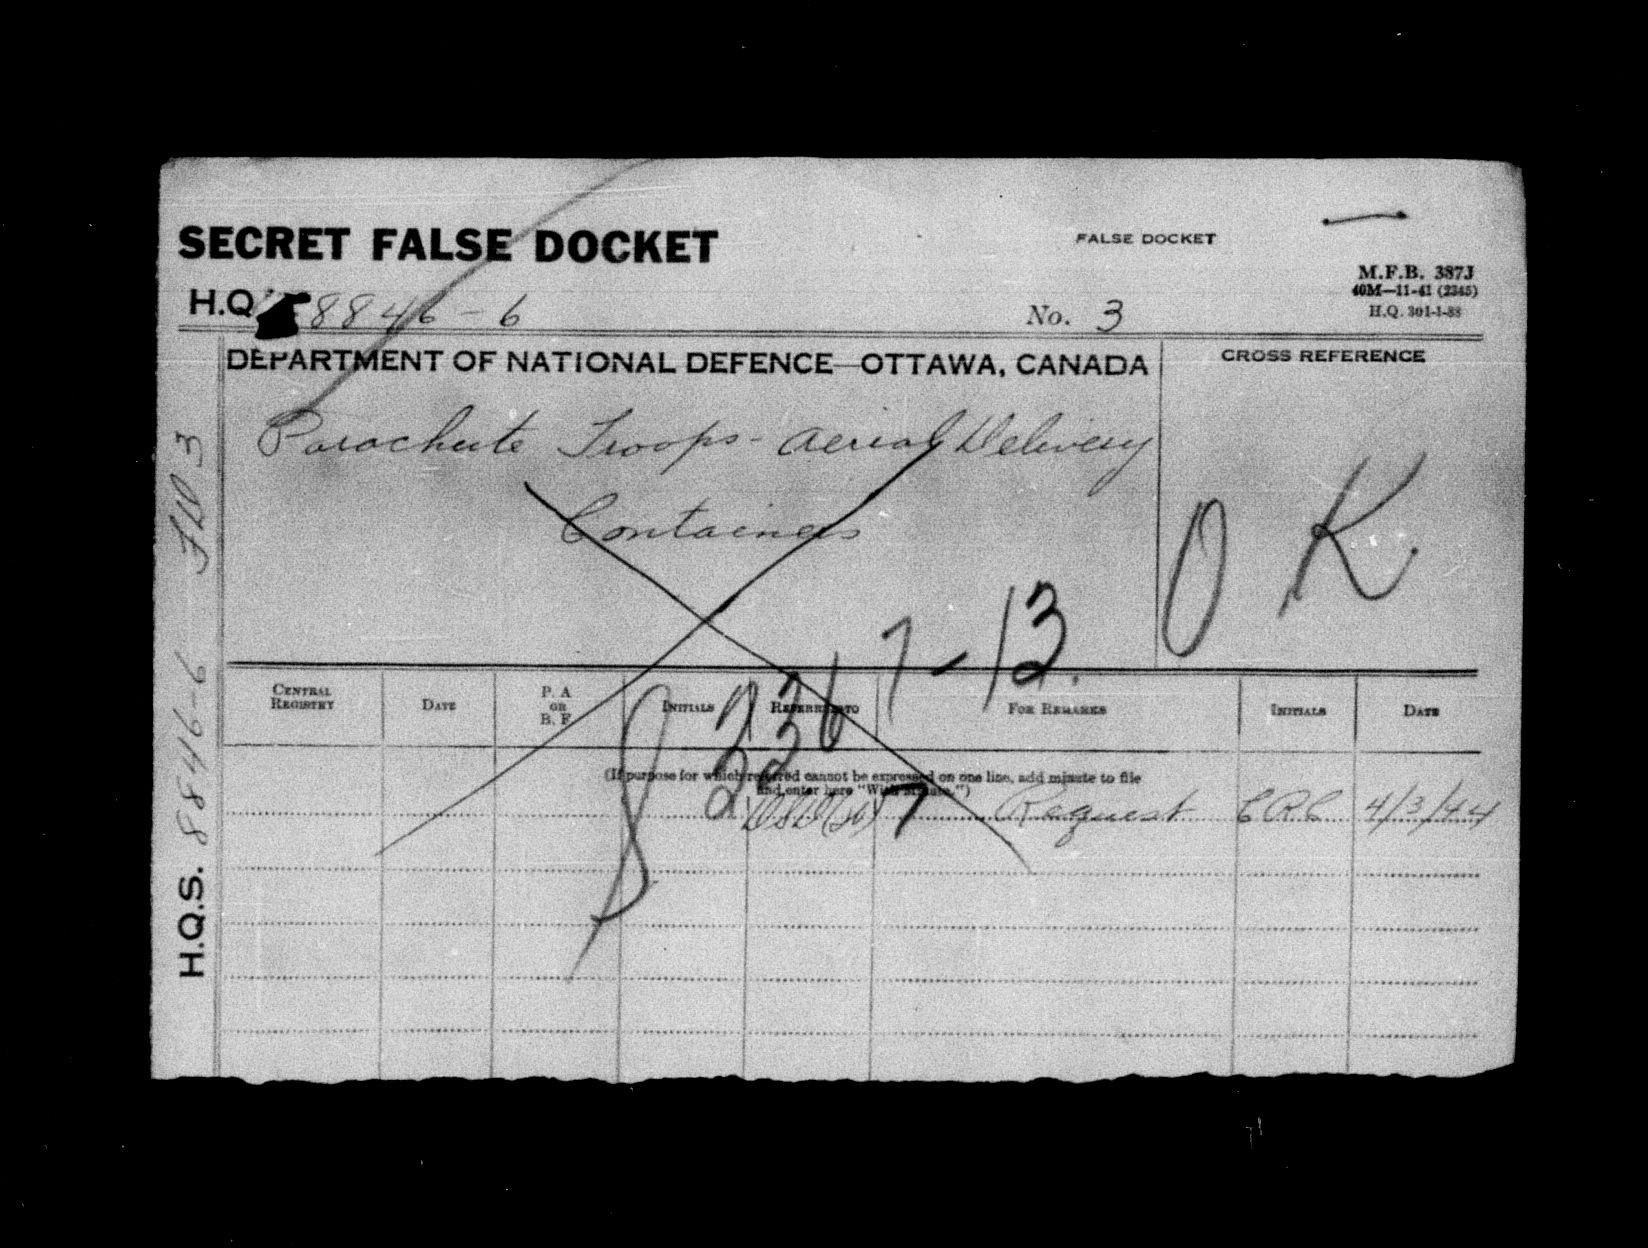 SECRET FALSE DOCKET
FALSE DOCKET
M.F.B. 387J
40M—11-41 (2345)
H.Q. 301-1-88
H.Q. 8846-6
No. 3
DEPARTMENT OF NATIONAL DEFENCE—OTTAWA, CANADA
CROSS REFERENCE
Parachute Troops - Aerial Delivery
Containers
O K.
7-13.
CENTRAL REGISTRY
DATE
P. A OR B. F.
INITIALS
REFERRED TO
FOR REMARKS
INITIALS
DATE
(If purpose for which referred cannot be expressed on one line, add minute to file
and enter here "With Minute.")
Request CRC 4/3/44
H.Q.S. 8846-6 FD 3